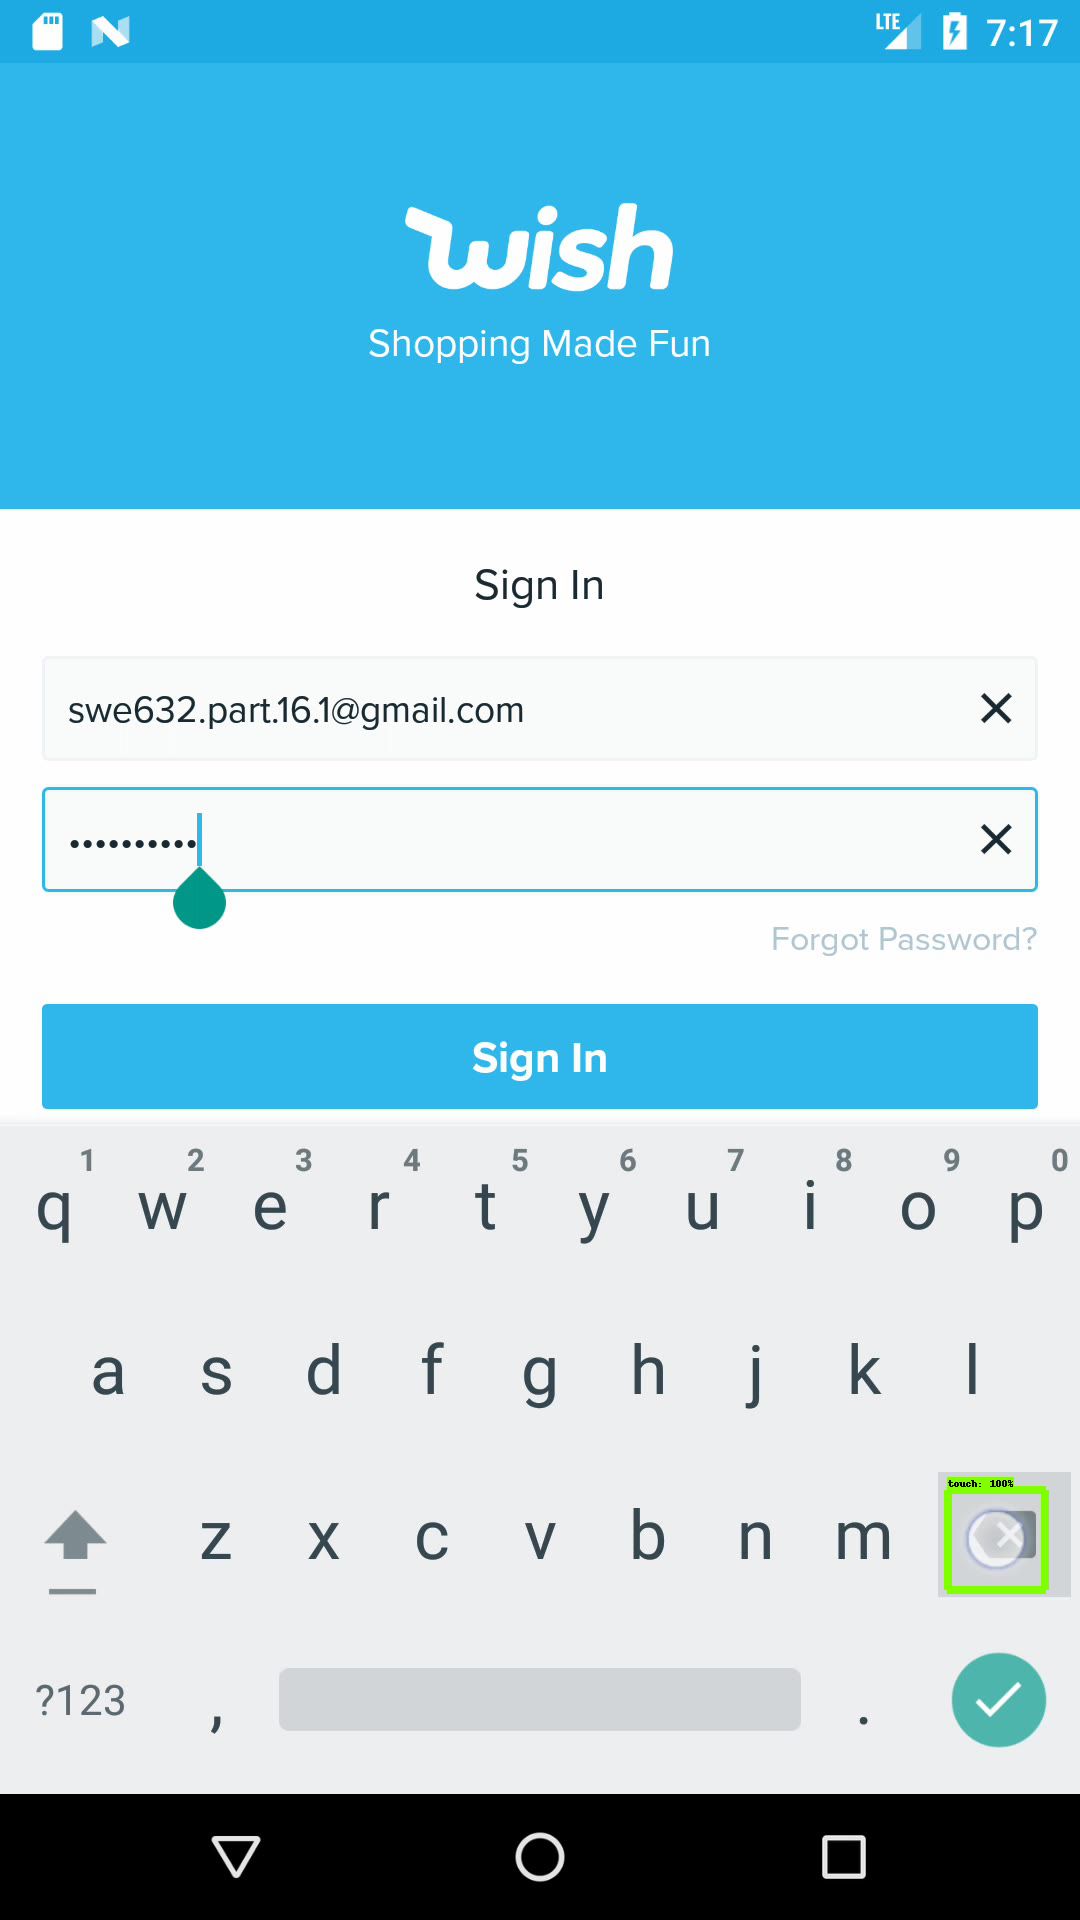 LTE 7:17
wish
Shopping Made Fun
Sign In
swe632.part.16.1@gmail.com
••••••••••
Forgot Password?
Sign In
1 2 3 4 5 6 7 8 9 0
q w e r t y u i o p
a s d f g h j k l
touch: 100%
z x c v b n m
?123 , .